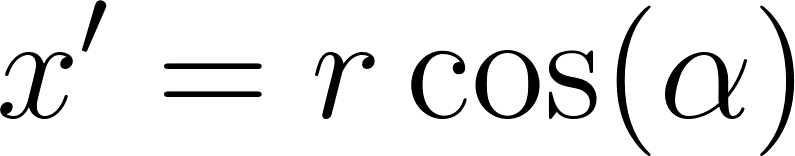 x′ = r cos(α)